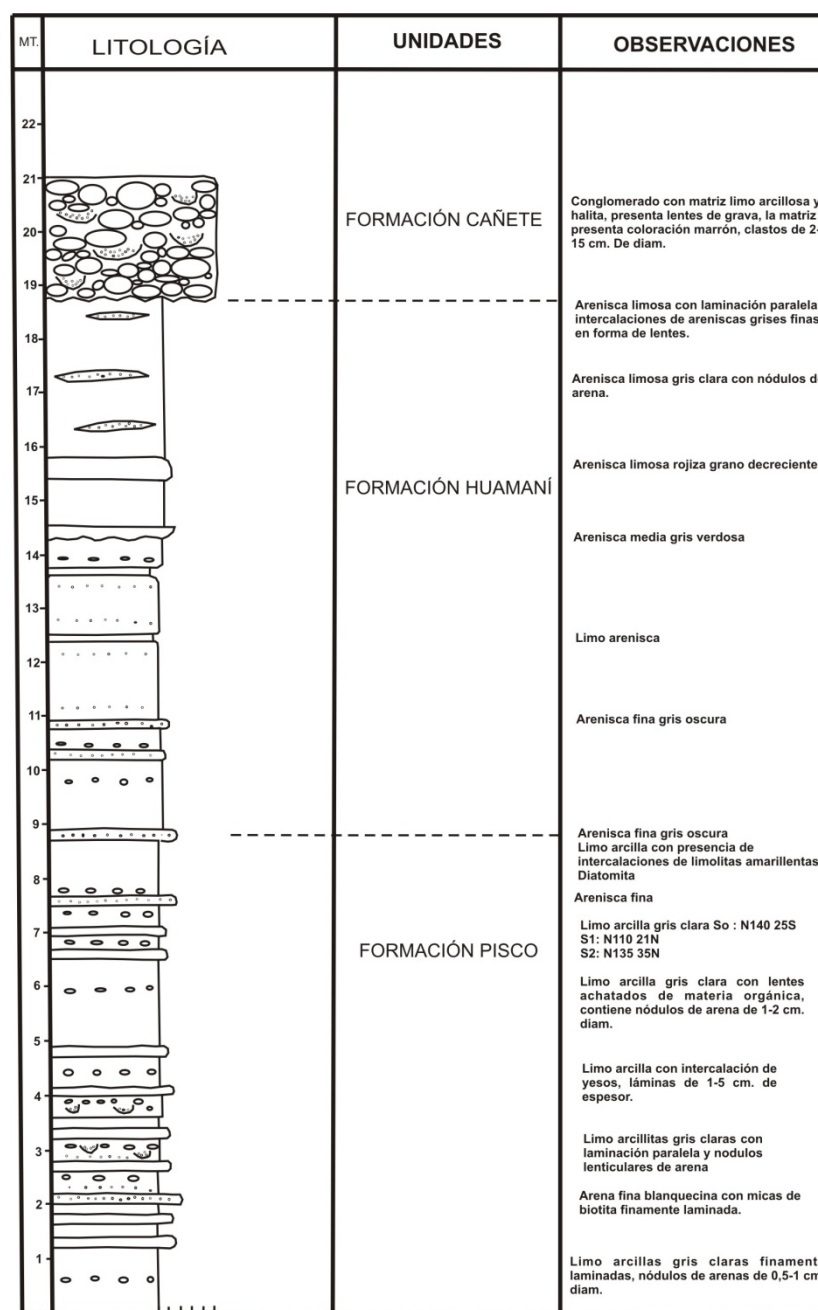 MT.
LITOLOGÍA
UNIDADES
OBSERVACIONES
22
21
20
19
18
17
16
15
14
13
12
11
10
9
8
7
6
5
4
3
2
1
FORMACIÓN CAÑETE
FORMACIÓN HUAMANÍ
FORMACIÓN PISCO
Conglomerado con matriz limo arcillosa y
halita, presenta lentes de grava, la matriz
presenta coloración marrón, clastos de 2-
15 cm. De diam.
Arenisca limosa con laminación paralela
intercalaciones de areniscas grises finas
en forma de lentes.
Arenisca limosa gris clara con nódulos de
arena.
Arenisca limosa rojiza grano decreciente
Arenisca media gris verdosa
Limo arenisca
Arenisca fina gris oscura
Arenisca fina gris oscura
Limo arcilla con presencia de
intercalaciones de limolitas amarillentas
Diatomita
Arenisca fina
Limo arcilla gris clara So : N140 25S
S1: N110 21N
S2: N135 35N
Limo arcilla gris clara con lentes
achatados de materia orgánica,
contiene nódulos de arena de 1-2 cm.
diam.
Limo arcilla con intercalación de
yesos, láminas de 1-5 cm. de
espesor.
Limo arcillitas gris claras con
laminación paralela y nodulos
lenticulares de arena
Arena fina blanquecina con micas de
biotita finamente laminada.
Limo arcillas gris claras finament
laminadas, nódulos de arenas de 0,5-1 cm
diam.